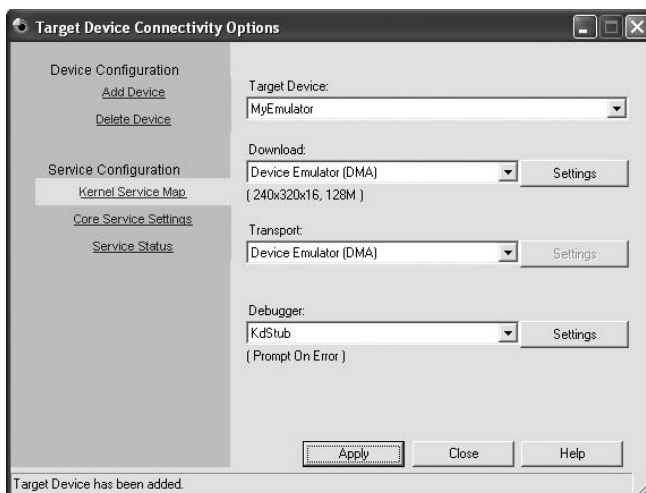 Target Device Connectivity Options
Device Configuration
Add Device
Delete Device
Service Configuration
Kernel Service Map
Core Service Settings
Service Status
Target Device:
MyEmulator
Download:
Device Emulator (DMA)
Settings
( 240x320x16, 128M )
Transport:
Device Emulator (DMA)
Settings
Debugger:
KdStub
Settings
( Prompt On Error )
Apply
Close
Help
Target Device has been added.